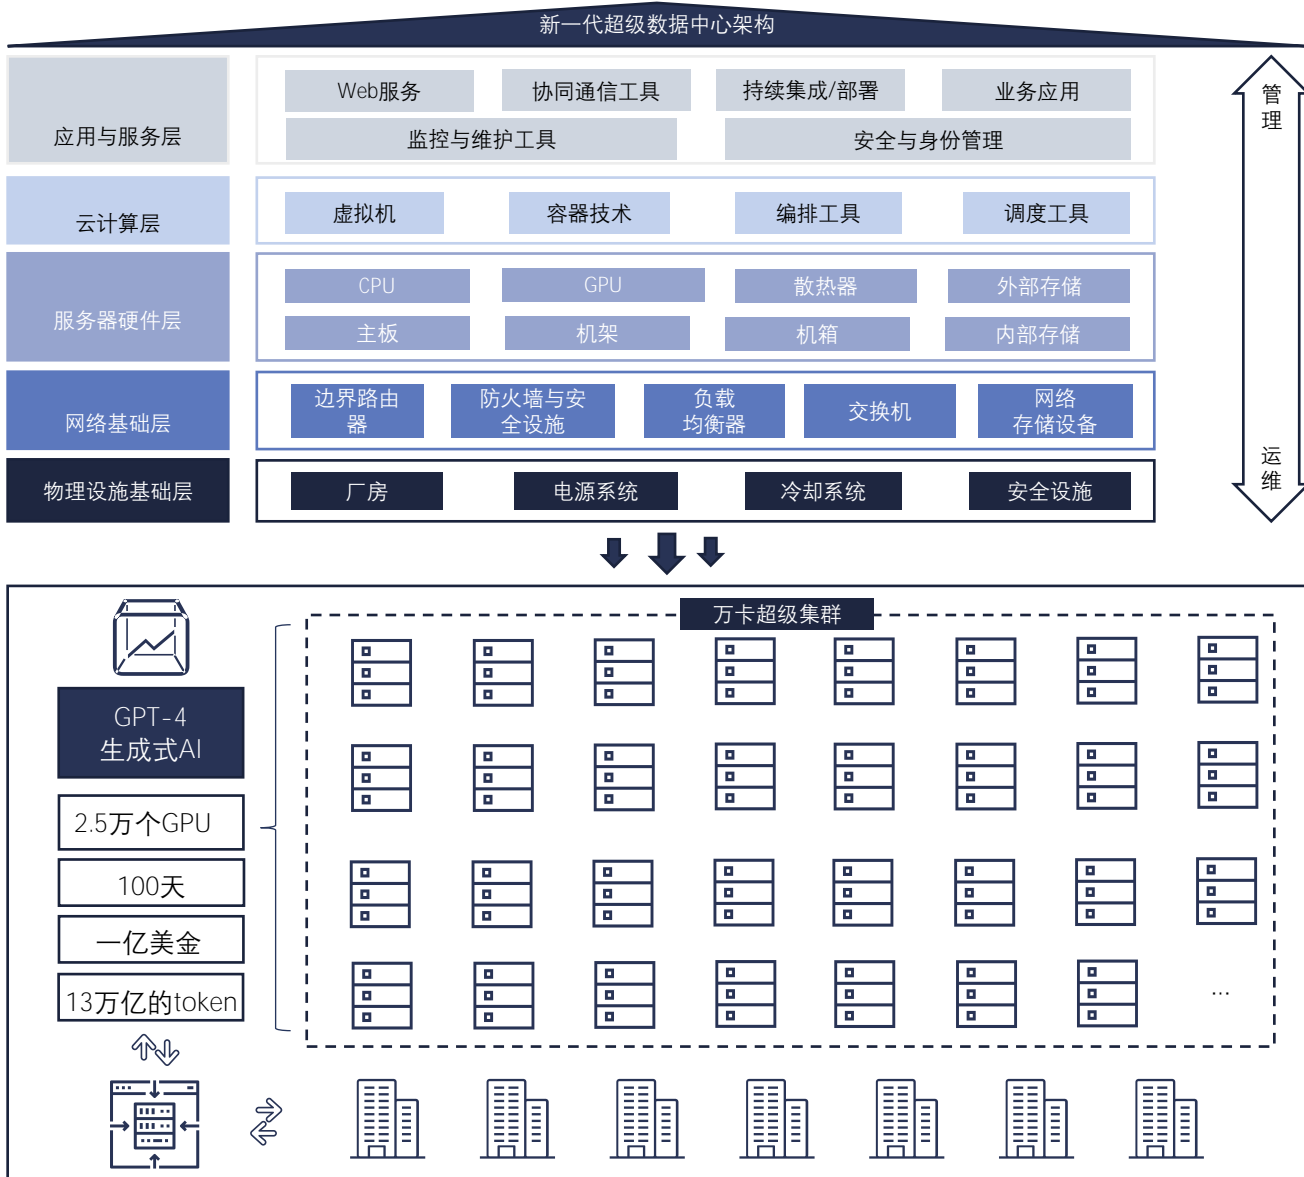 新一代超级数据中心架构
应用与服务层
Web服务
协同通信工具
持续集成/部署
业务应用
监控与维护工具
安全与身份管理
云计算层
虚拟机
容器技术
编排工具
调度工具
服务器硬件层
CPU
GPU
散热器
外部存储
主板
机架
机箱
内部存储
网络基础层
边界路由
器
防火墙与安
全设施
负载
均衡器
交换机
网络
存储设备
物理设施基础层
厂房
电源系统
冷却系统
安全设施
管
理
运
维
万卡超级集群
GPT-4
生成式AI
2.5万个GPU
100天
一亿美金
13万亿的token
...